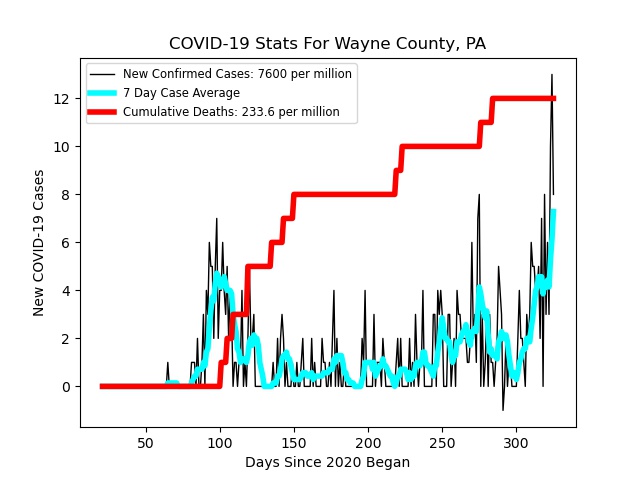 COVID-19 Stats For Wayne County, PA
New Confirmed Cases: 7600 per million
7 Day Case Average
Cumulative Deaths: 233.6 per million
New COVID-19 Cases
12
10
8
6
4
2
0
50 100 150 200 250 300
Days Since 2020 Began